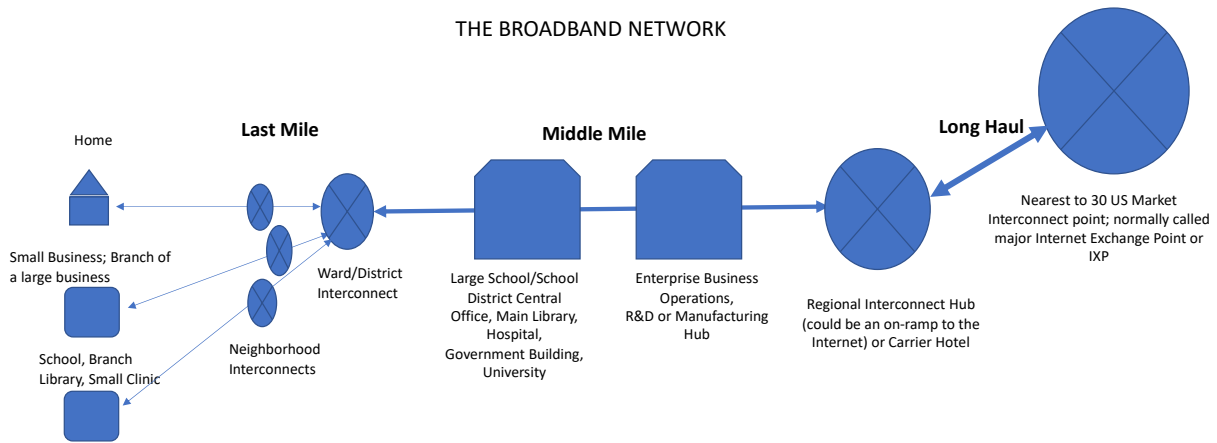 THE BROADBAND NETWORK
Last Mile
Middle Mile
Long Haul
Home
Small Business; Branch of
a large business
School, Branch
Library, Small Clinic
Neighborhood
Interconnects
Ward/District
Interconnect
Large School/School
District Central
Office, Main Library,
Hospital,
Government Building,
University
Enterprise Business
Operations,
R&D or Manufacturing
Hub
Regional Interconnect Hub
(could be an on-ramp to the
Internet) or Carrier Hotel
Nearest to 30 US Market
Interconnect point; normally called
major Internet Exchange Point or
IXP